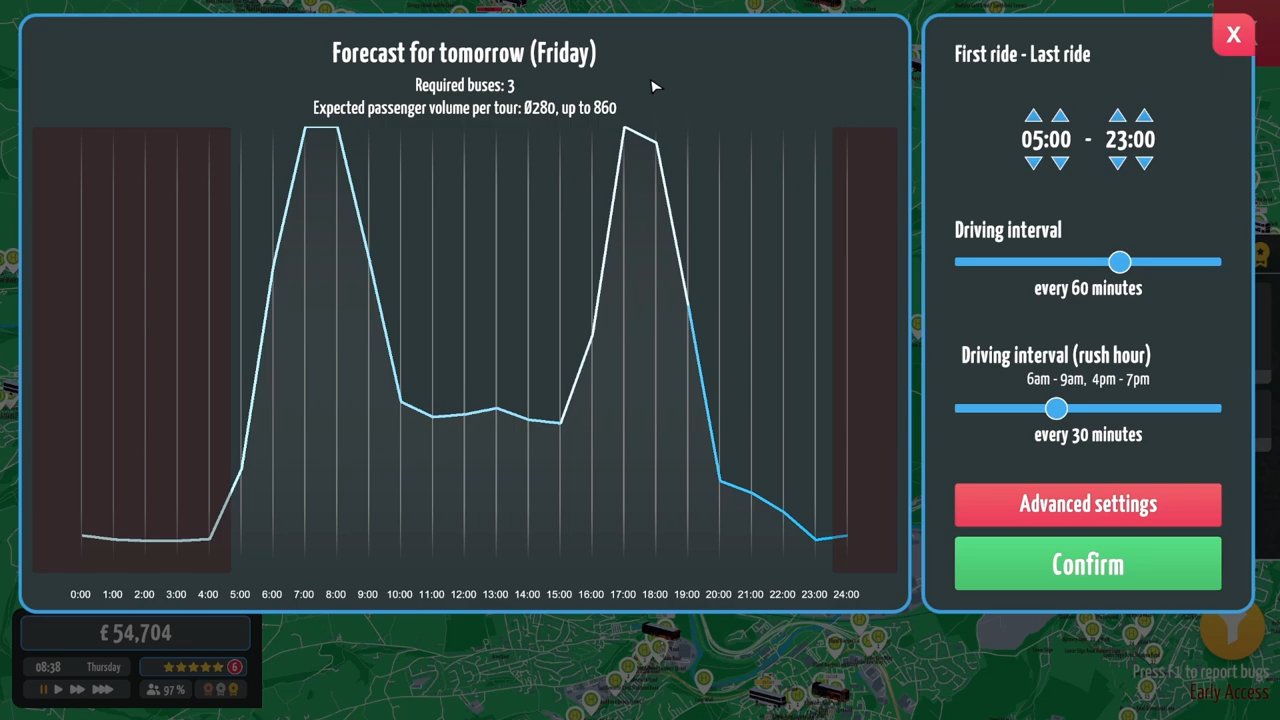 Forecast for tomorrow (Friday)
Required buses: 3
Expected passenger volume per tour: Ø280, up to 860
0:00 1:00 2:00 3:00 4:00 5:00 6:00 7:00 8:00 9:00 10:00 11:00 12:00 13:00 14:00 15:00 16:00 17:00 18:00 19:00 20:00 21:00 22:00 23:00 24:00
X
First ride - Last ride
05:00 - 23:00
Driving interval
every 60 minutes
Driving interval (rush hour)
6am - 9am, 4pm - 7pm
every 30 minutes
Advanced settings
Confirm
£ 54,704
08:38 Thursday 6
97 %
Press F1 to report bugs
Early Access